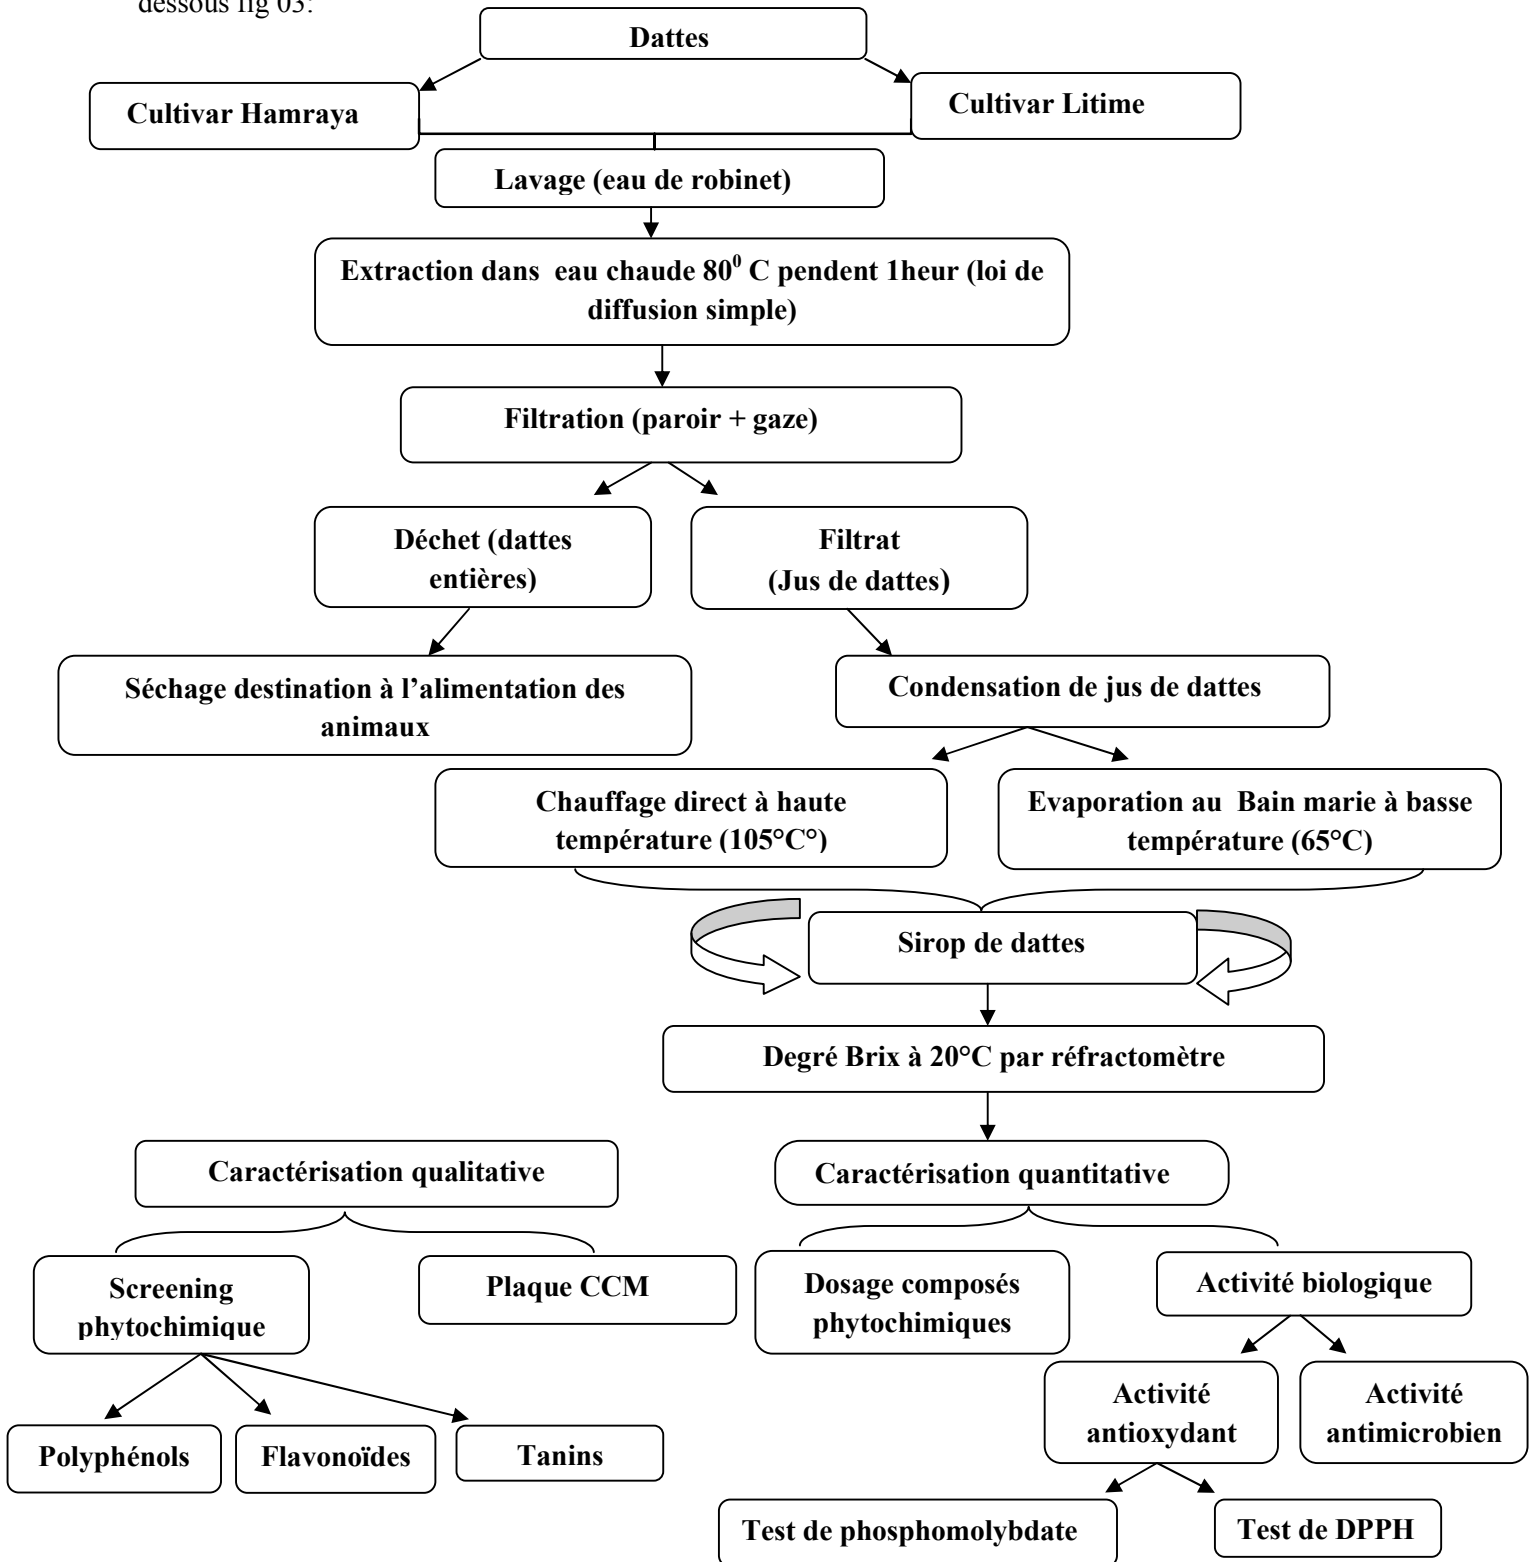 dessous fig 03:
Dattes
Cultivar Hamraya
Cultivar Litime
Lavage (eau de robinet)
Extraction dans eau chaude 80⁰ C pendent 1heur (loi de
diffusion simple)
Filtration (paroir + gaze)
Déchet (dattes
entières)
Filtrat
(Jus de dattes)
Séchage destination à l’alimentation des
animaux
Condensation de jus de dattes
Chauffage direct à haute
température (105°C°)
Evaporation au Bain marie à basse
température (65°C)
Sirop de dattes
Degré Brix à 20°C par réfractomètre
Caractérisation qualitative
Caractérisation quantitative
Screening
phytochimique
Plaque CCM
Dosage composés
phytochimiques
Activité biologique
Polyphénols
Flavonoïdes
Tanins
Activité
antioxydant
Activité
antimicrobien
Test de phosphomolybdate
Test de DPPH